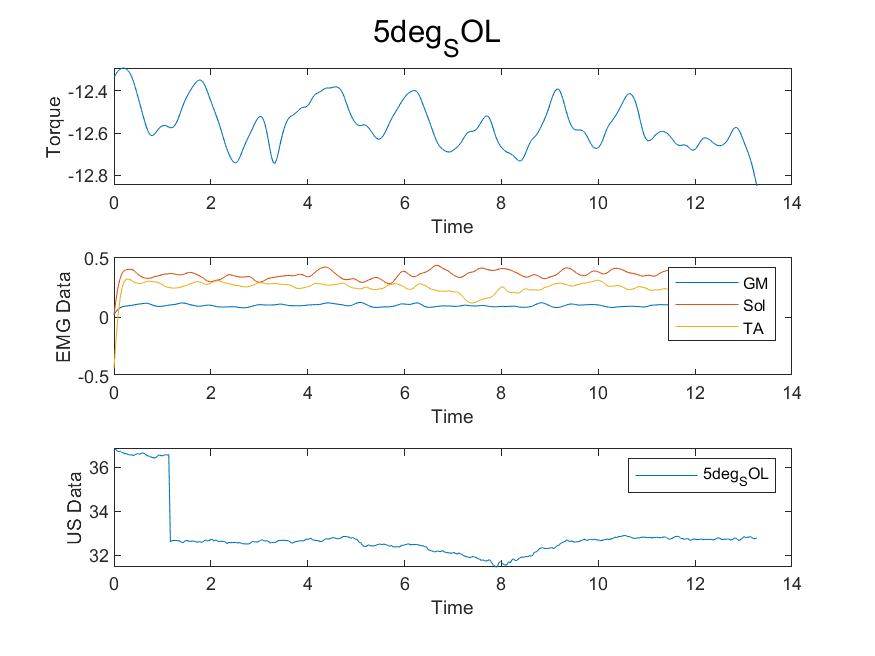 5deg_SOL
-12.4
-12.6
-12.8
Torque
0 2 4 6 8 10 12 14
Time
0.5
0
-0.5
EMG Data
GM
Sol
TA
0 2 4 6 8 10 12 14
Time
36
34
32
US Data
5deg_SOL
0 2 4 6 8 10 12 14
Time